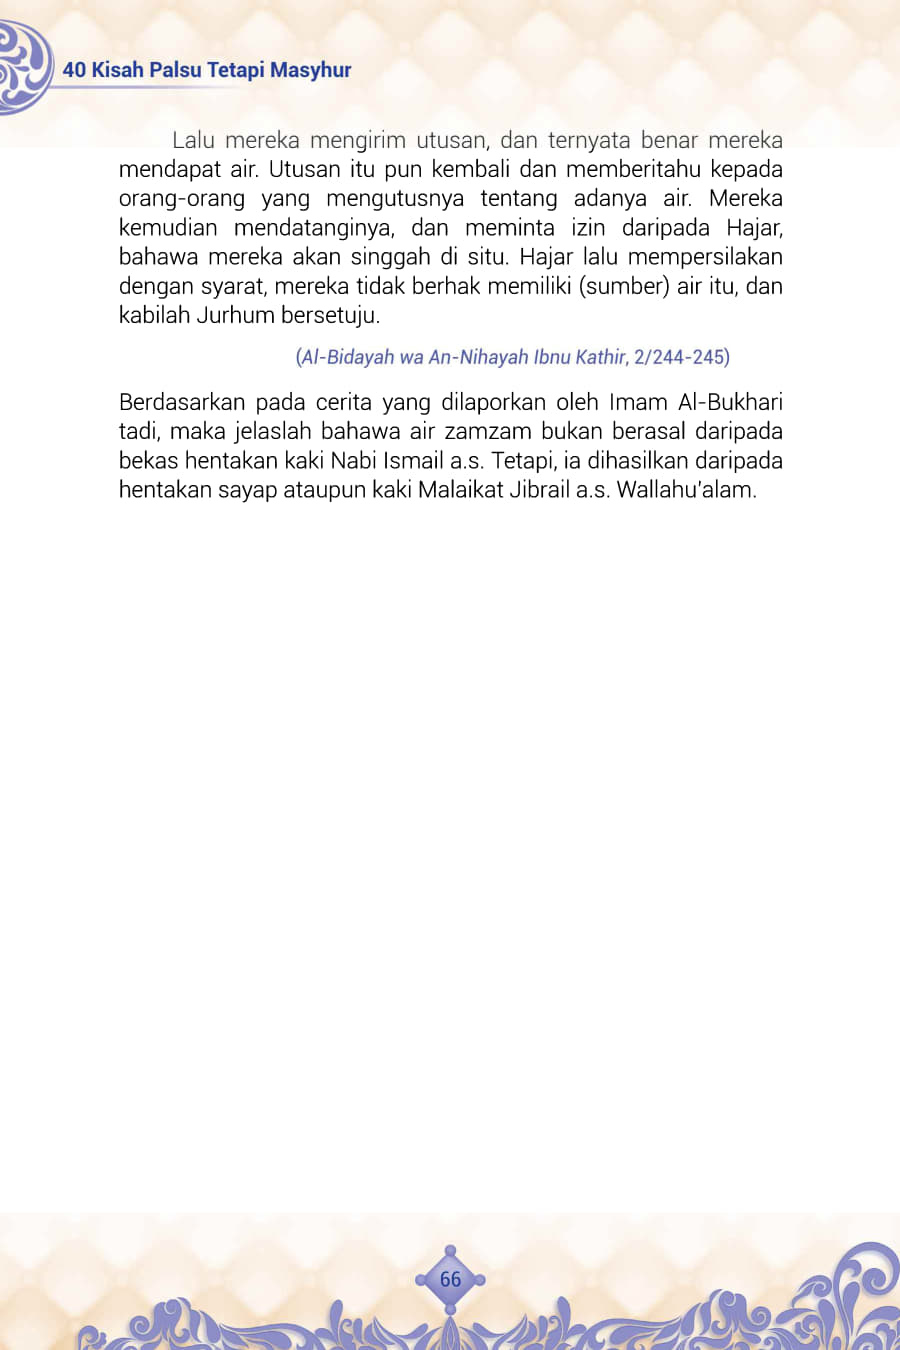 40 Kisah Palsu Tetapi Masyhur
Lalu mereka mengirim utusan, dan ternyata benar mereka
mendapat air. Utusan itu pun kembali dan memberitahu kepada
orang-orang yang mengutusnya tentang adanya air. Mereka
kemudian mendatanginya, dan meminta izin daripada Hajar,
bahawa mereka akan singgah di situ. Hajar lalu mempersilakan
dengan syarat, mereka tidak berhak memiliki (sumber) air itu, dan
kabilah Jurhum bersetuju.
(Al-Bidayah wa An-Nihayah Ibnu Kathir, 2/244-245)
Berdasarkan pada cerita yang dilaporkan oleh Imam Al-Bukhari
tadi, maka jelaslah bahawa air zamzam bukan berasal daripada
bekas hentakan kaki Nabi Ismail a.s. Tetapi, ia dihasilkan daripada
hentakan sayap ataupun kaki Malaikat Jibrail a.s. Wallahu'alam.
66